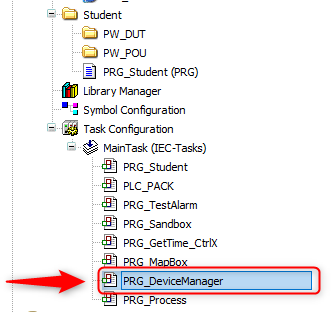 Student
PW_DUT
PW_POU
PRG_Student (PRG)
Library Manager
Symbol Configuration
Task Configuration
MainTask (IEC-Tasks)
PRG_Student
PLC_PACK
PRG_TestAlarm
PRG_Sandbox
PRG_GetTime_CtrlX
PRG_MapBox
PRG_DeviceManager
PRG_Process